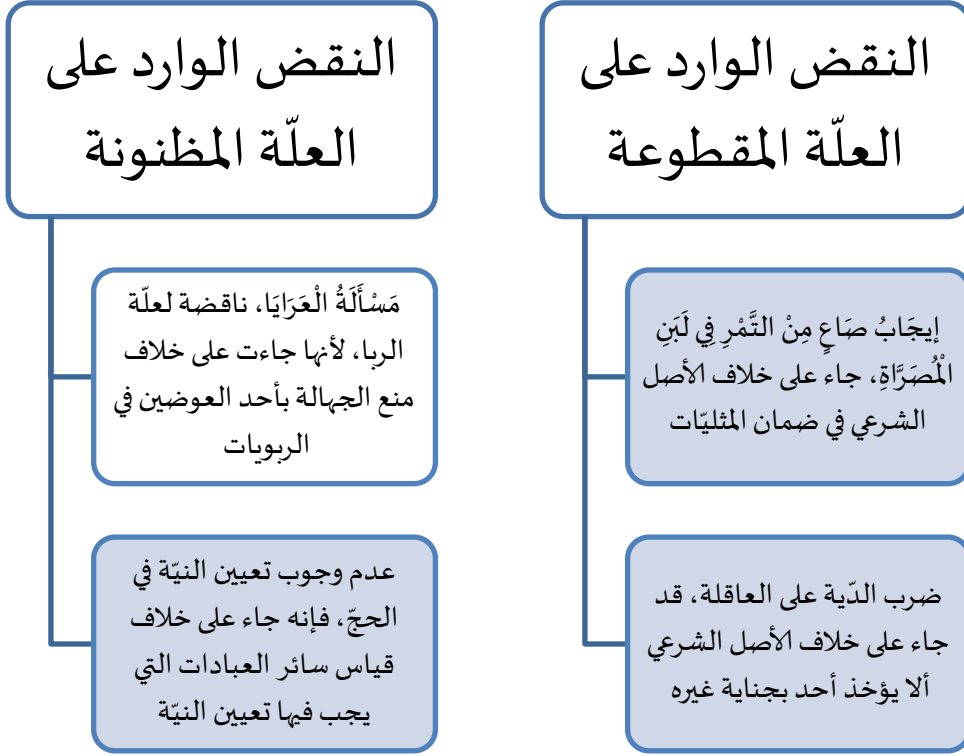 النقض الوارد على
العلّة المقطوعة
إيجَابُ صَاعٍ مِنْ التَّمْرِ فِي لَبَنِ
الْمُصَرَّاةِ، جاء على خلاف الأصل
الشرعي في ضمان المثليّات
ضرب الدّية على العاقلة، قد
جاء على خلاف الأصل الشرعي
ألا يؤخذ أحد بجناية غيره
النقض الوارد على
العلّة المظنونة
مَسْأَلَةُ الْعَرَايَا، ناقضة لعلّة
الربا، لأنها جاءت على خلاف
منع الجهالة بأحد العوضين في
الربويات
عدم وجوب تعيين النيّة في
الحجّ، فإنه جاء على خلاف
قياس سائر العبادات التي
يجب فيها تعيين النيّة